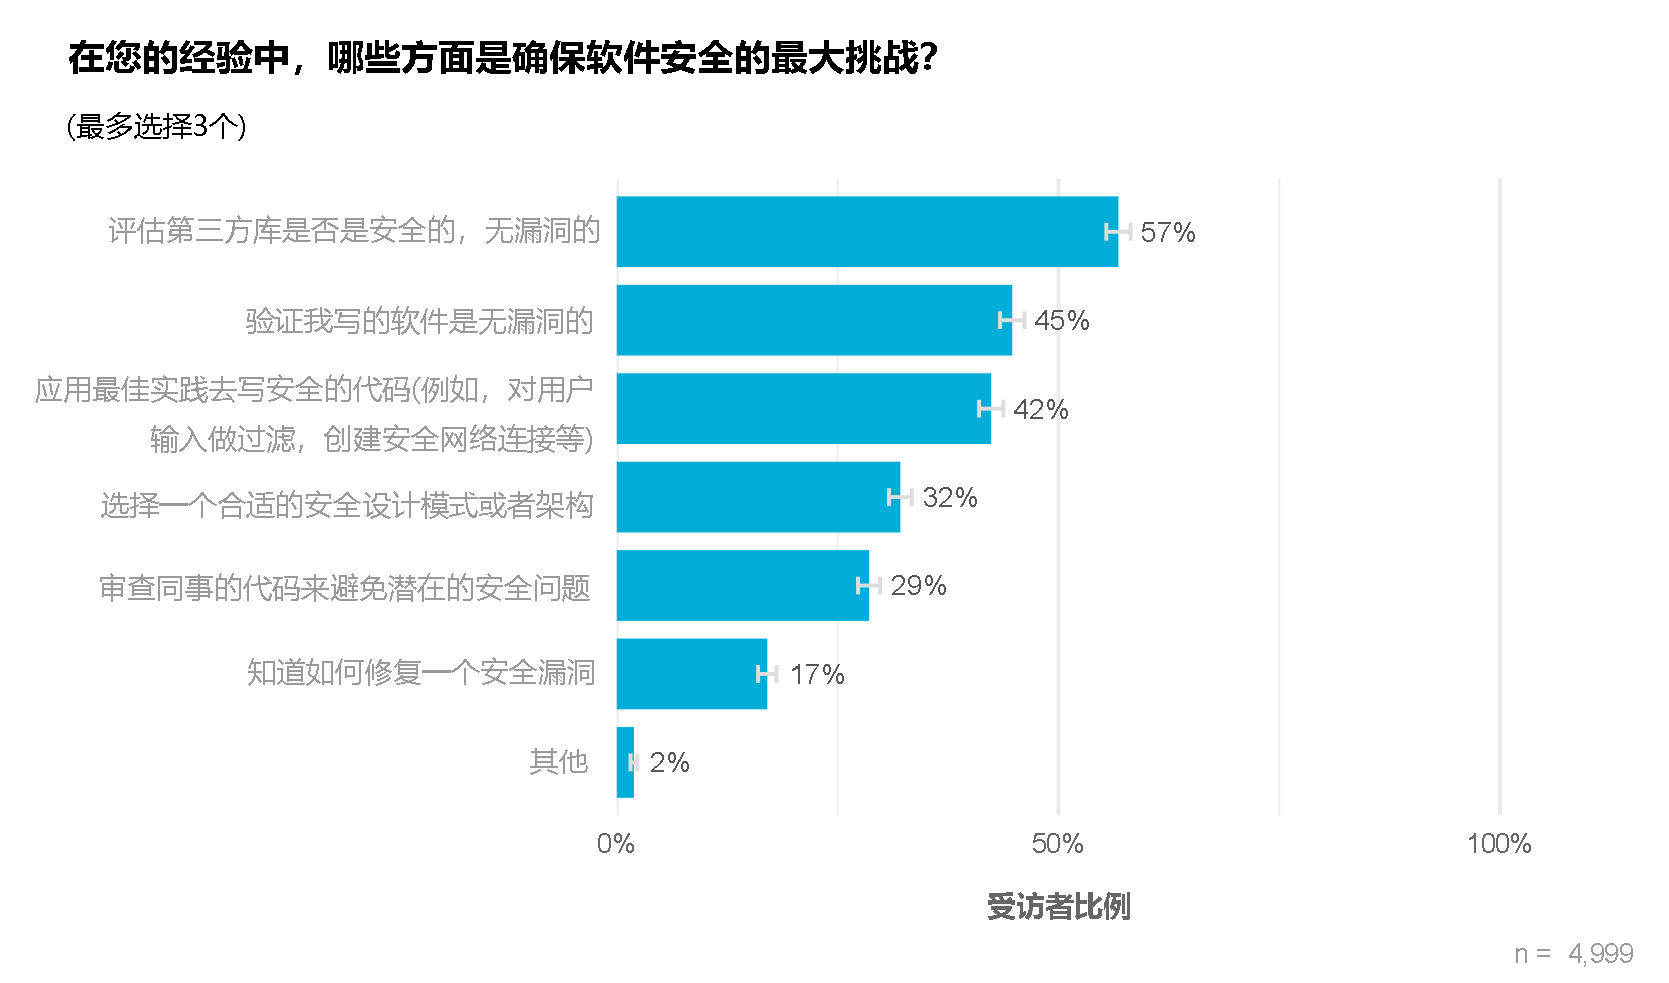 在您的经验中，哪些方面是确保软件安全的最大挑战？
(最多选择3个)
评估第三方库是否是安全的，无漏洞的
57%
验证我写的软件是无漏洞的
45%
应用最佳实践去写安全的代码(例如，对用户
输入做过滤，创建安全网络连接等)
42%
选择一个合适的安全设计模式或者架构
32%
审查同事的代码来避免潜在的安全问题
29%
知道如何修复一个安全漏洞
17%
其他
2%
0%
50%
100%
受访者比例
n = 4,999